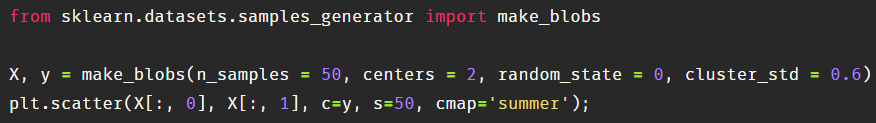 from sklearn.datasets.samples_generator import make_blobs
X, y = make_blobs(n_samples = 50, centers = 2, random_state = 0, cluster_std = 0.6)
plt.scatter(X[:, 0], X[:, 1], c=y, s=50, cmap='summer');